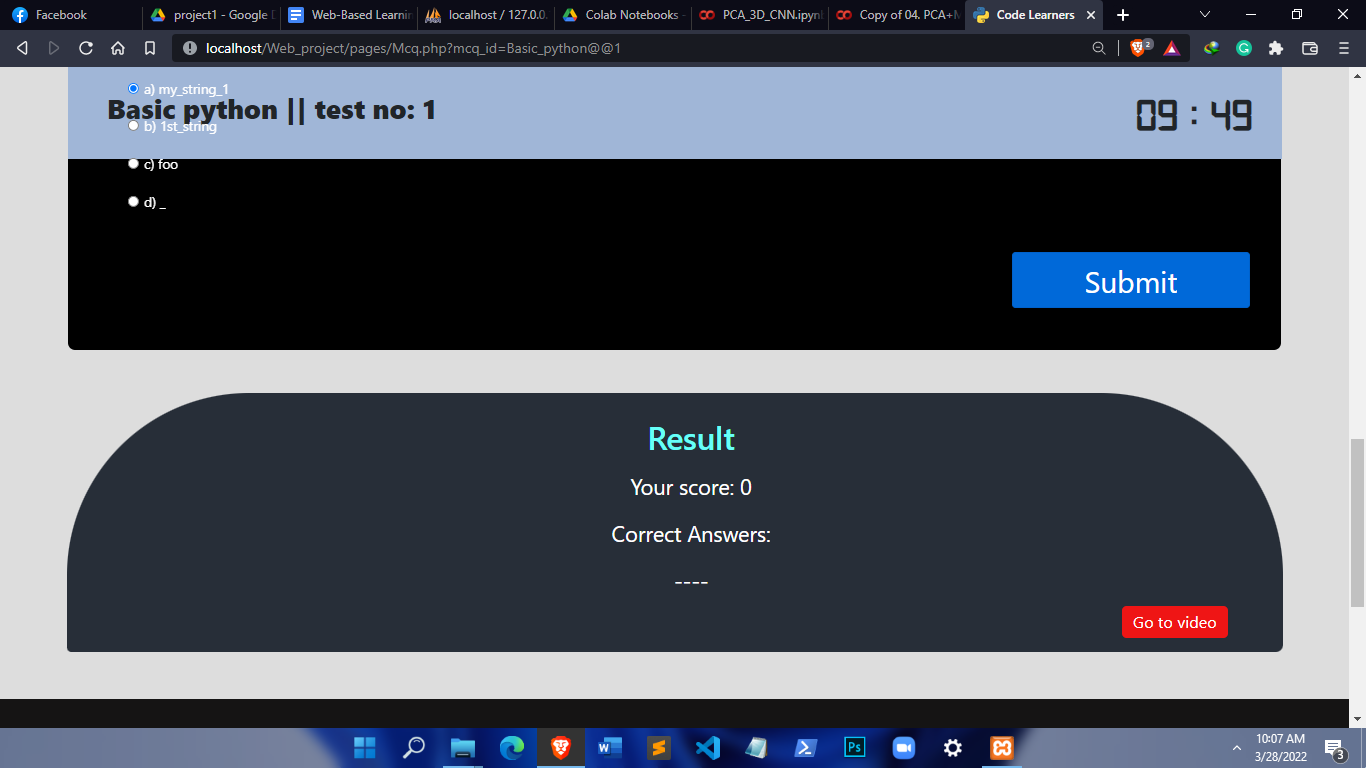 Facebook
project1 - Google D
Web-Based Learnin
localhost / 127.0.0.
Colab Notebooks -
PCA_3D_CNN.ipynb
Copy of 04. PCA+M
Code Learners
localhost/Web_project/pages/Mcq.php?mcq_id=Basic_python@@1
2
a) my_string_1
Basic python || test no: 1
09 : 49
b) 1st_string
c) foo
d) _
Submit
Result
Your score: 0
Correct Answers:
----
Go to video
10:07 AM
3/28/2022
3